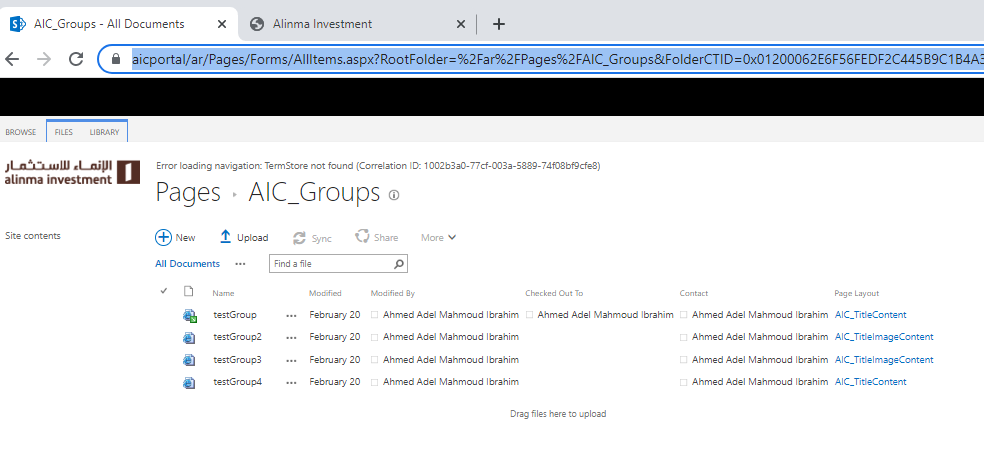 AIC_Groups - All Documents
Alinma Investment
aicportal/ar/Pages/Forms/AllItems.aspx?RootFolder=%2Far%2FPages%2FAIC_Groups&FolderCTID=0x01200062E6F56FEDF2C445B9C1B4A3
BROWSE FILES LIBRARY
الإنماء للاستثمار
alinma investment
Error loading navigation: TermStore not found (Correlation ID: 1002b3a0-77cf-003a-5889-74f08bf9cfe8)
Pages AIC_Groups
Site contents
New Upload Sync Share More
All Documents ... Find a file
Name Modified Modified By Checked Out To Contact Page Layout
testGroup ... February 20 Ahmed Adel Mahmoud Ibrahim Ahmed Adel Mahmoud Ibrahim Ahmed Adel Mahmoud Ibrahim AIC_TitleContent
testGroup2 ... February 20 Ahmed Adel Mahmoud Ibrahim Ahmed Adel Mahmoud Ibrahim AIC_TitleImageContent
testGroup3 ... February 20 Ahmed Adel Mahmoud Ibrahim Ahmed Adel Mahmoud Ibrahim AIC_TitleImageContent
testGroup4 ... February 20 Ahmed Adel Mahmoud Ibrahim Ahmed Adel Mahmoud Ibrahim AIC_TitleContent
Drag files here to upload